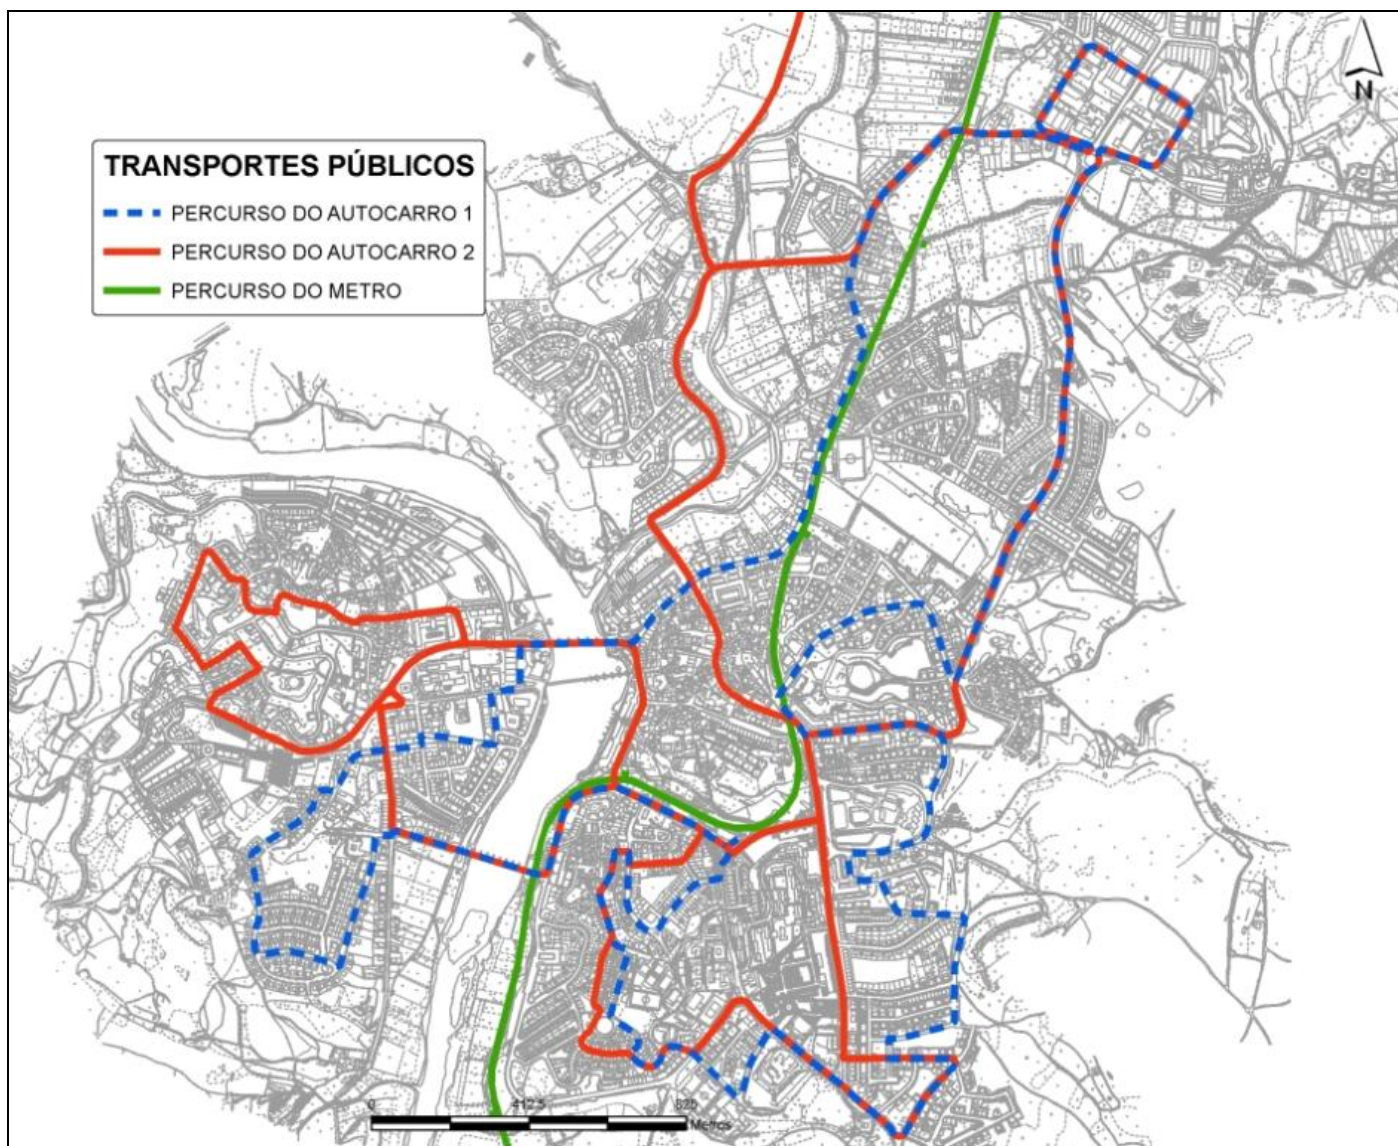 N
TRANSPORTES PÚBLICOS
PERCURSO DO AUTOCARRO 1
PERCURSO DO AUTOCARRO 2
PERCURSO DO METRO
0 412.5 825
Metros